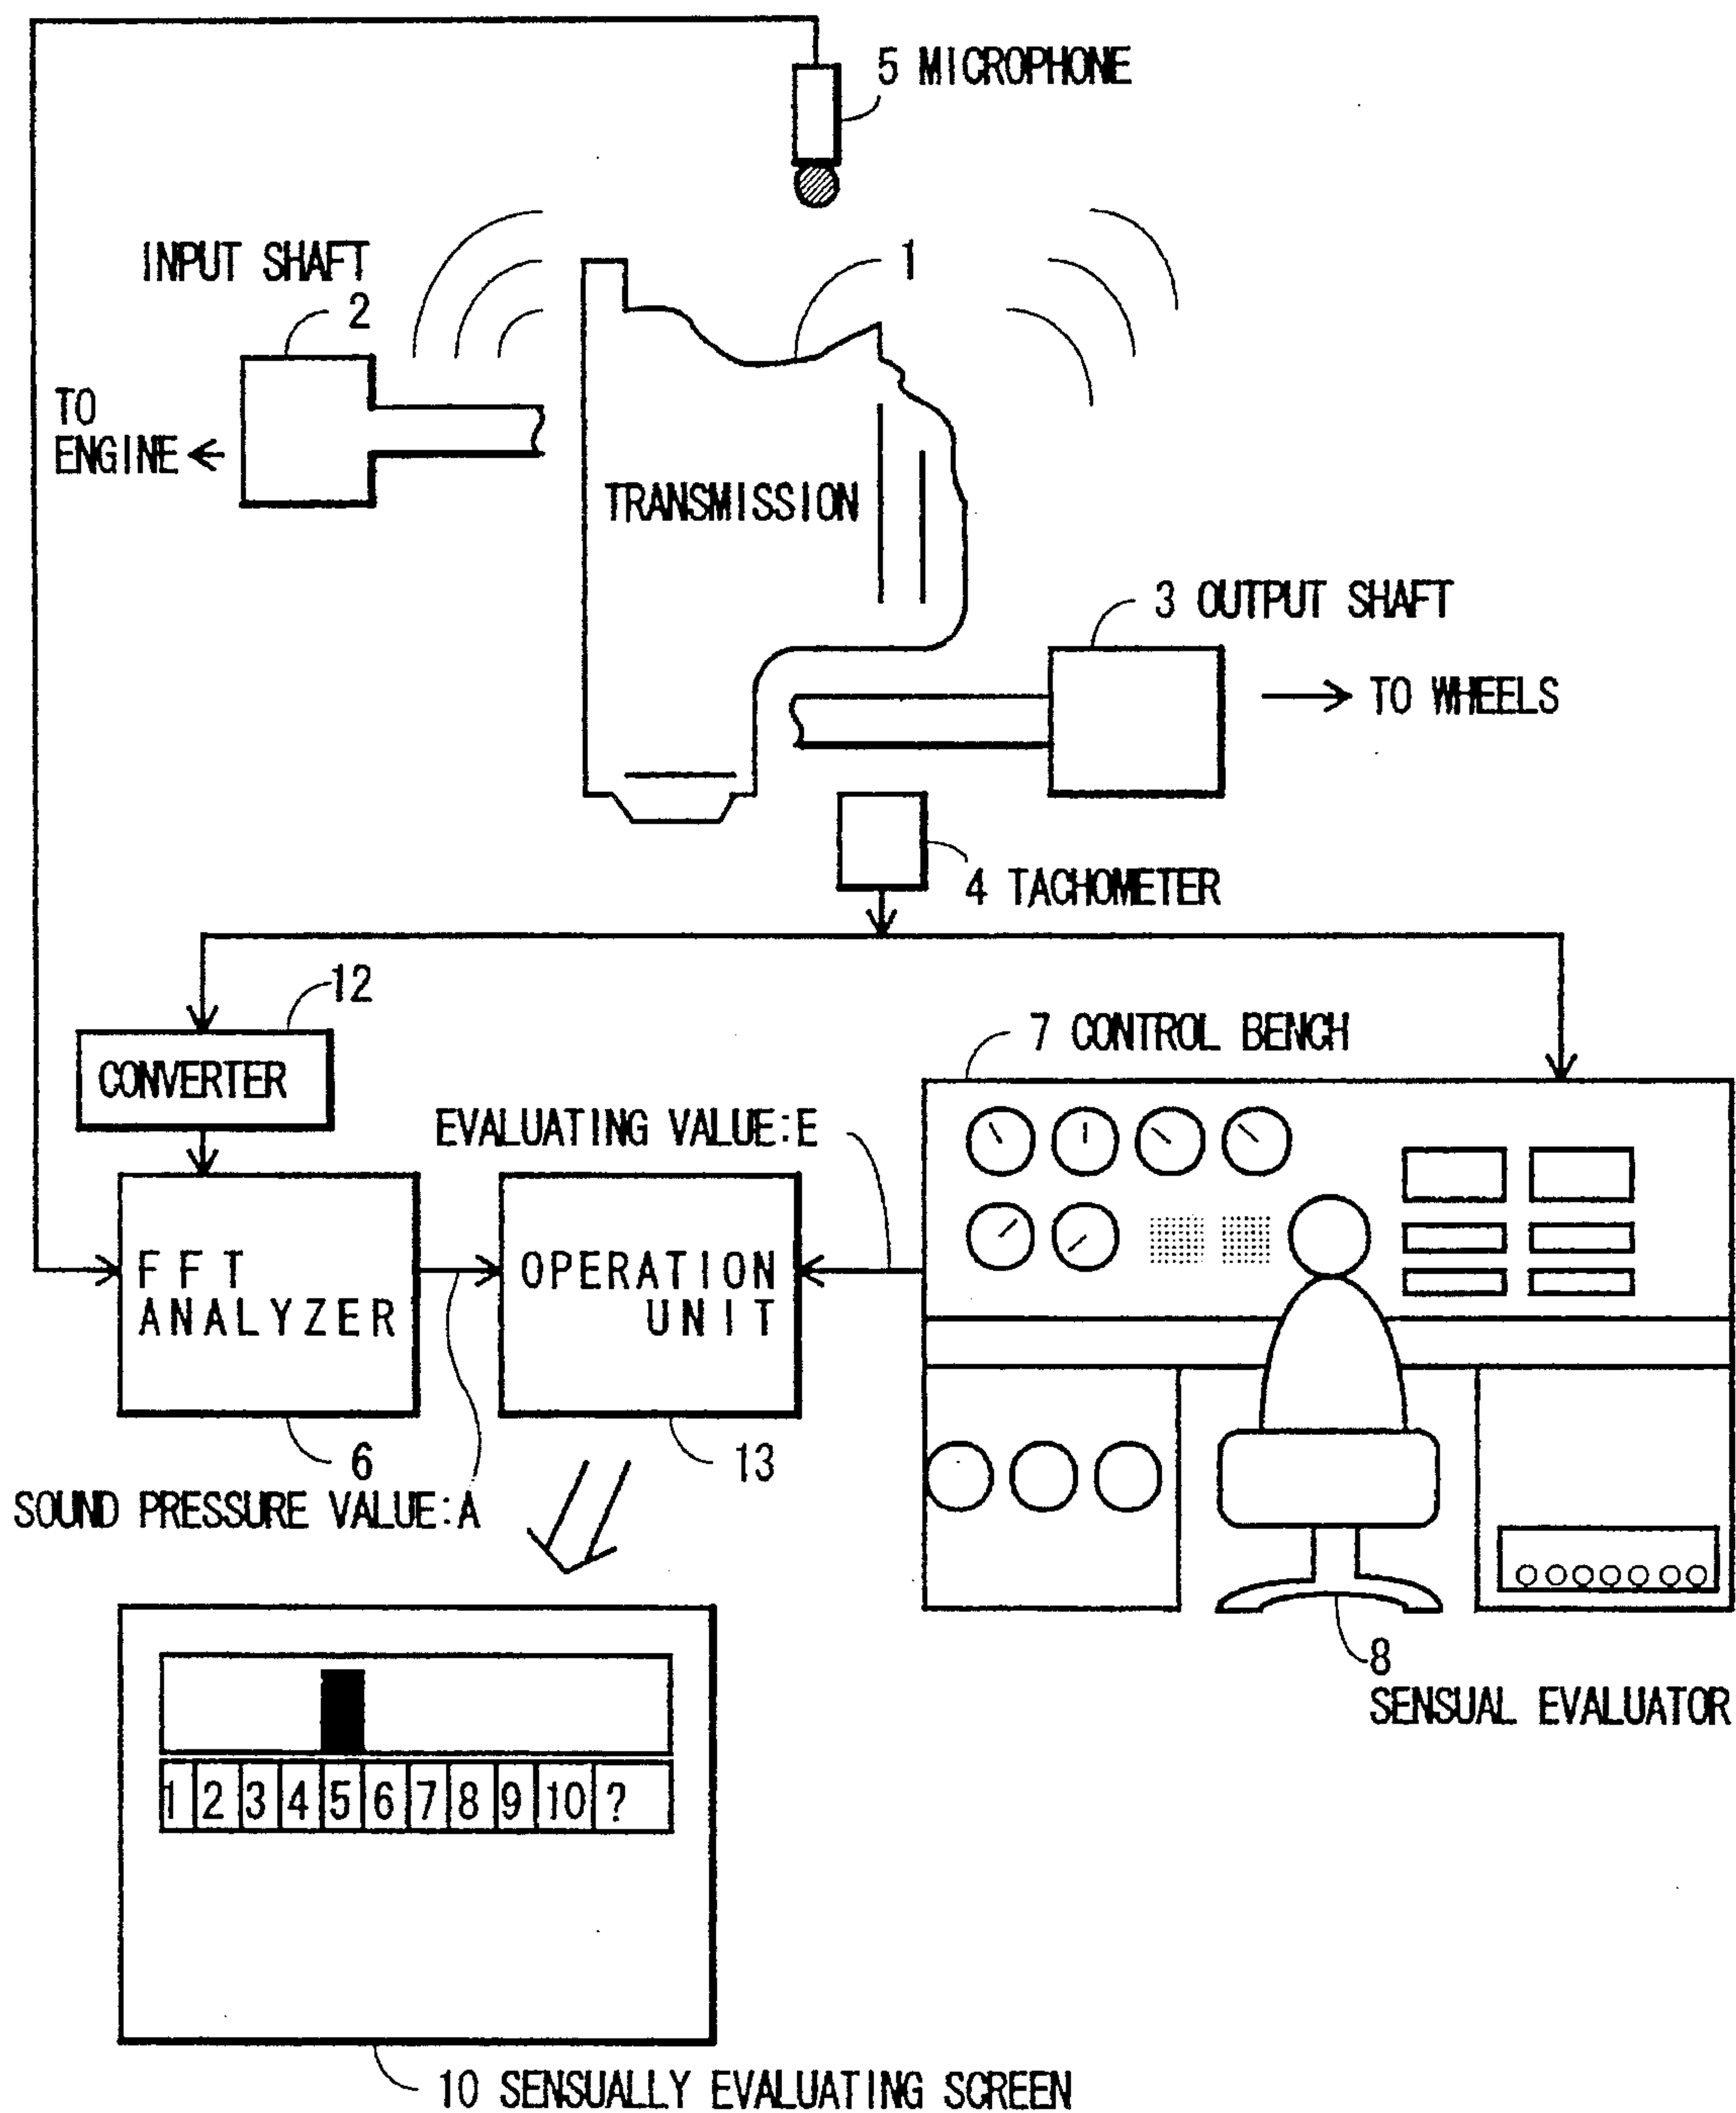 5 MICROPHONE
INPUT SHAFT
2
1
TO
ENGINE
TRANSMISSION
3 OUTPUT SHAFT
TO WHEELS
4 TACHOMETER
12
CONVERTER
7 CONTROL BENCH
EVALUATING VALUE:E
FFT
ANALYZER
OPERATION
UNIT
6
13
SOUND PRESSURE VALUE:A
8
SENSUAL EVALUATOR
1 2 3 4 5 6 7 8 9 10 ?
10 SENSUALLY EVALUATING SCREEN